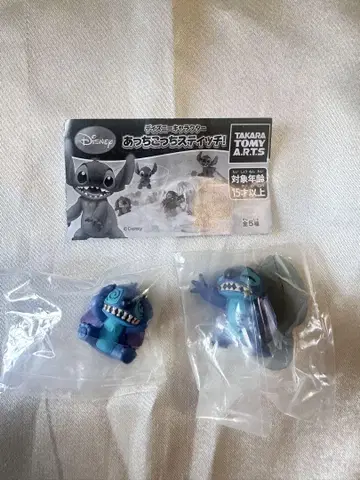 Disney
ディズニーキャラクター
あっちこっちスティッチ!
TAKARA
TOMY
A.R.T.S
対象年齢
15才以上
全5種
© Disney